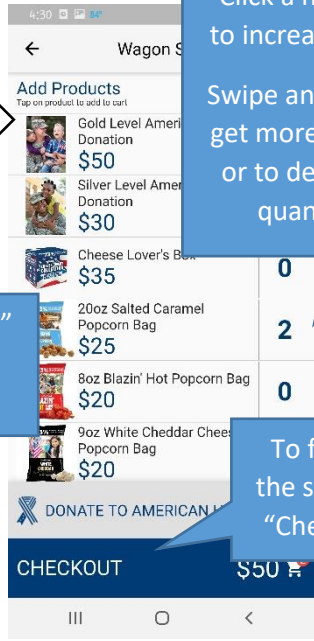 4:30 84°
Click a
to increa
← Wagon S
Add Products
Tap on product to add to cart
Swipe an
get more
or to de
quan
Gold Level Ameri
Donation
$50
Silver Level Amer
Donation
$30
Cheese Lover's Box
$35
0
20oz Salted Caramel
Popcorn Bag
$25
2
”
8oz Blazin' Hot Popcorn Bag
$20
0
9oz White Cheddar Chee
Popcorn Bag
$20
To f
the s
“Che
DONATE TO AMERICAN
CHECKOUT $50